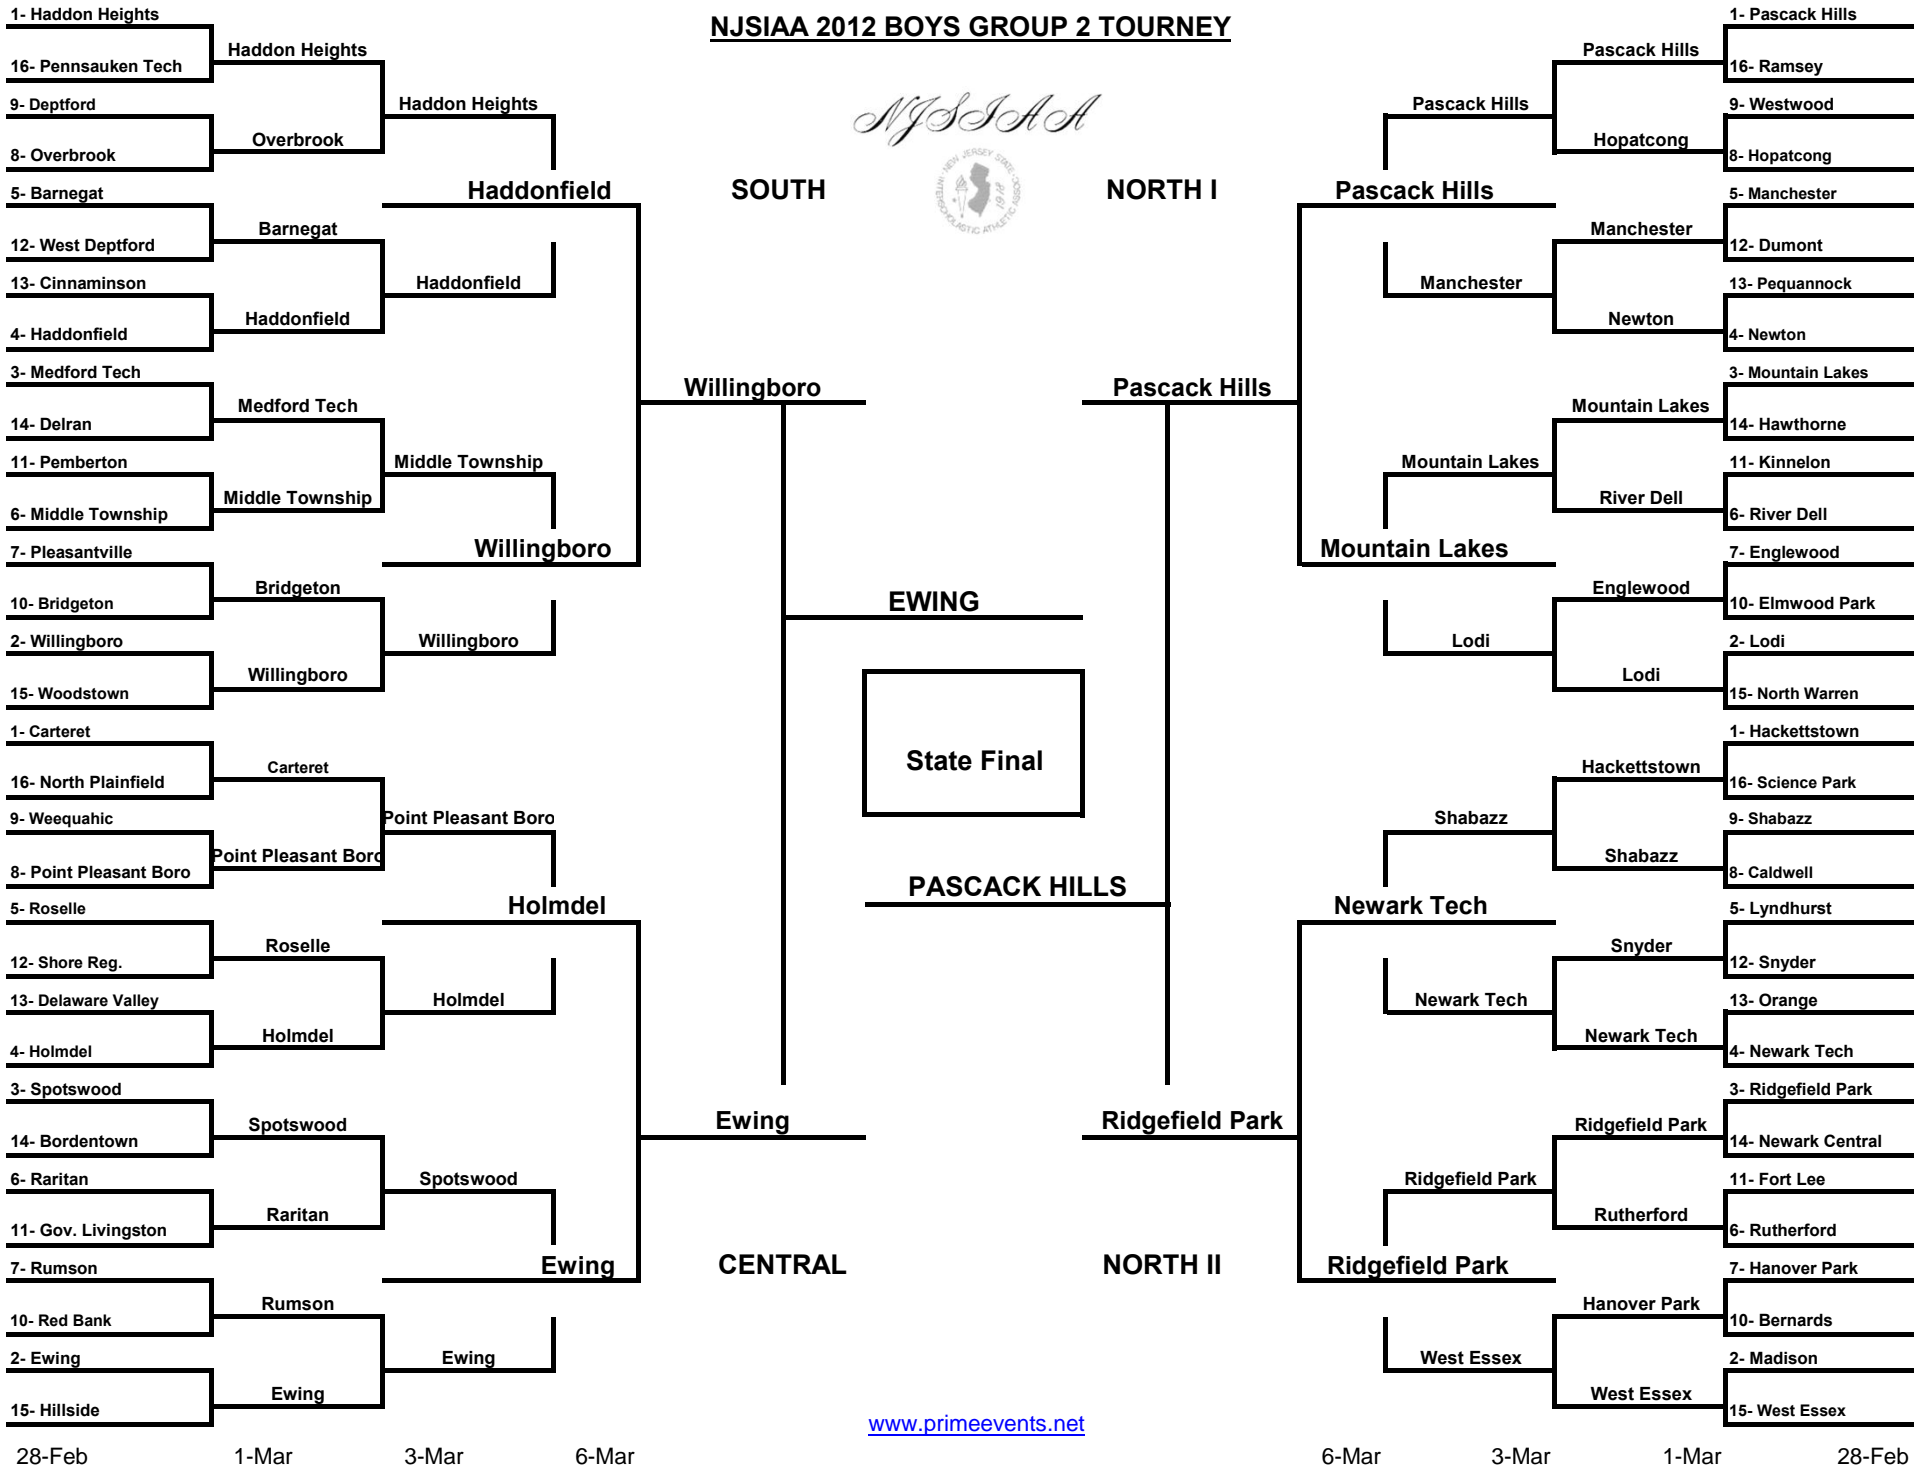 NJSIAA 2012 BOYS GROUP 2 TOURNEY
NJSIAA
NEW JERSEY STATE INTERSCHOLASTIC ATHLETIC ASSOC.
1918
SOUTH
1- Haddon Heights
16- Pennsauken Tech
9- Deptford
8- Overbrook
5- Barnegat
12- West Deptford
13- Cinnaminson
4- Haddonfield
3- Medford Tech
14- Delran
11- Pemberton
6- Middle Township
7- Pleasantville
10- Bridgeton
2- Willingboro
15- Woodstown
Haddon Heights
Overbrook
Barnegat
Haddonfield
Medford Tech
Middle Township
Bridgeton
Willingboro
Haddon Heights
Haddonfield
Middle Township
Willingboro
Haddonfield
Willingboro
Willingboro
CENTRAL
1- Carteret
16- North Plainfield
9- Weequahic
8- Point Pleasant Boro
5- Roselle
12- Shore Reg.
13- Delaware Valley
4- Holmdel
3- Spotswood
14- Bordentown
6- Raritan
11- Gov. Livingston
7- Rumson
10- Red Bank
2- Ewing
15- Hillside
Carteret
Point Pleasant Boro
Roselle
Holmdel
Spotswood
Raritan
Rumson
Ewing
Point Pleasant Boro
Holmdel
Spotswood
Ewing
Holmdel
Ewing
Ewing
EWING
State Final
PASCACK HILLS
NORTH I
1- Pascack Hills
16- Ramsey
9- Westwood
8- Hopatcong
5- Manchester
12- Dumont
13- Pequannock
4- Newton
3- Mountain Lakes
14- Hawthorne
11- Kinnelon
6- River Dell
7- Englewood
10- Elmwood Park
2- Lodi
15- North Warren
Pascack Hills
Hopatcong
Manchester
Newton
Mountain Lakes
River Dell
Englewood
Lodi
Pascack Hills
Manchester
Mountain Lakes
Lodi
Pascack Hills
Mountain Lakes
Pascack Hills
NORTH II
1- Hackettstown
16- Science Park
9- Shabazz
8- Caldwell
5- Lyndhurst
12- Snyder
13- Orange
4- Newark Tech
3- Ridgefield Park
14- Newark Central
11- Fort Lee
6- Rutherford
7- Hanover Park
10- Bernards
2- Madison
15- West Essex
Hackettstown
Shabazz
Snyder
Newark Tech
Ridgefield Park
Rutherford
Hanover Park
West Essex
Shabazz
Newark Tech
Ridgefield Park
West Essex
Newark Tech
Ridgefield Park
Ridgefield Park
www.primeevents.net
28-Feb 1-Mar 3-Mar 6-Mar 6-Mar 3-Mar 1-Mar 28-Feb